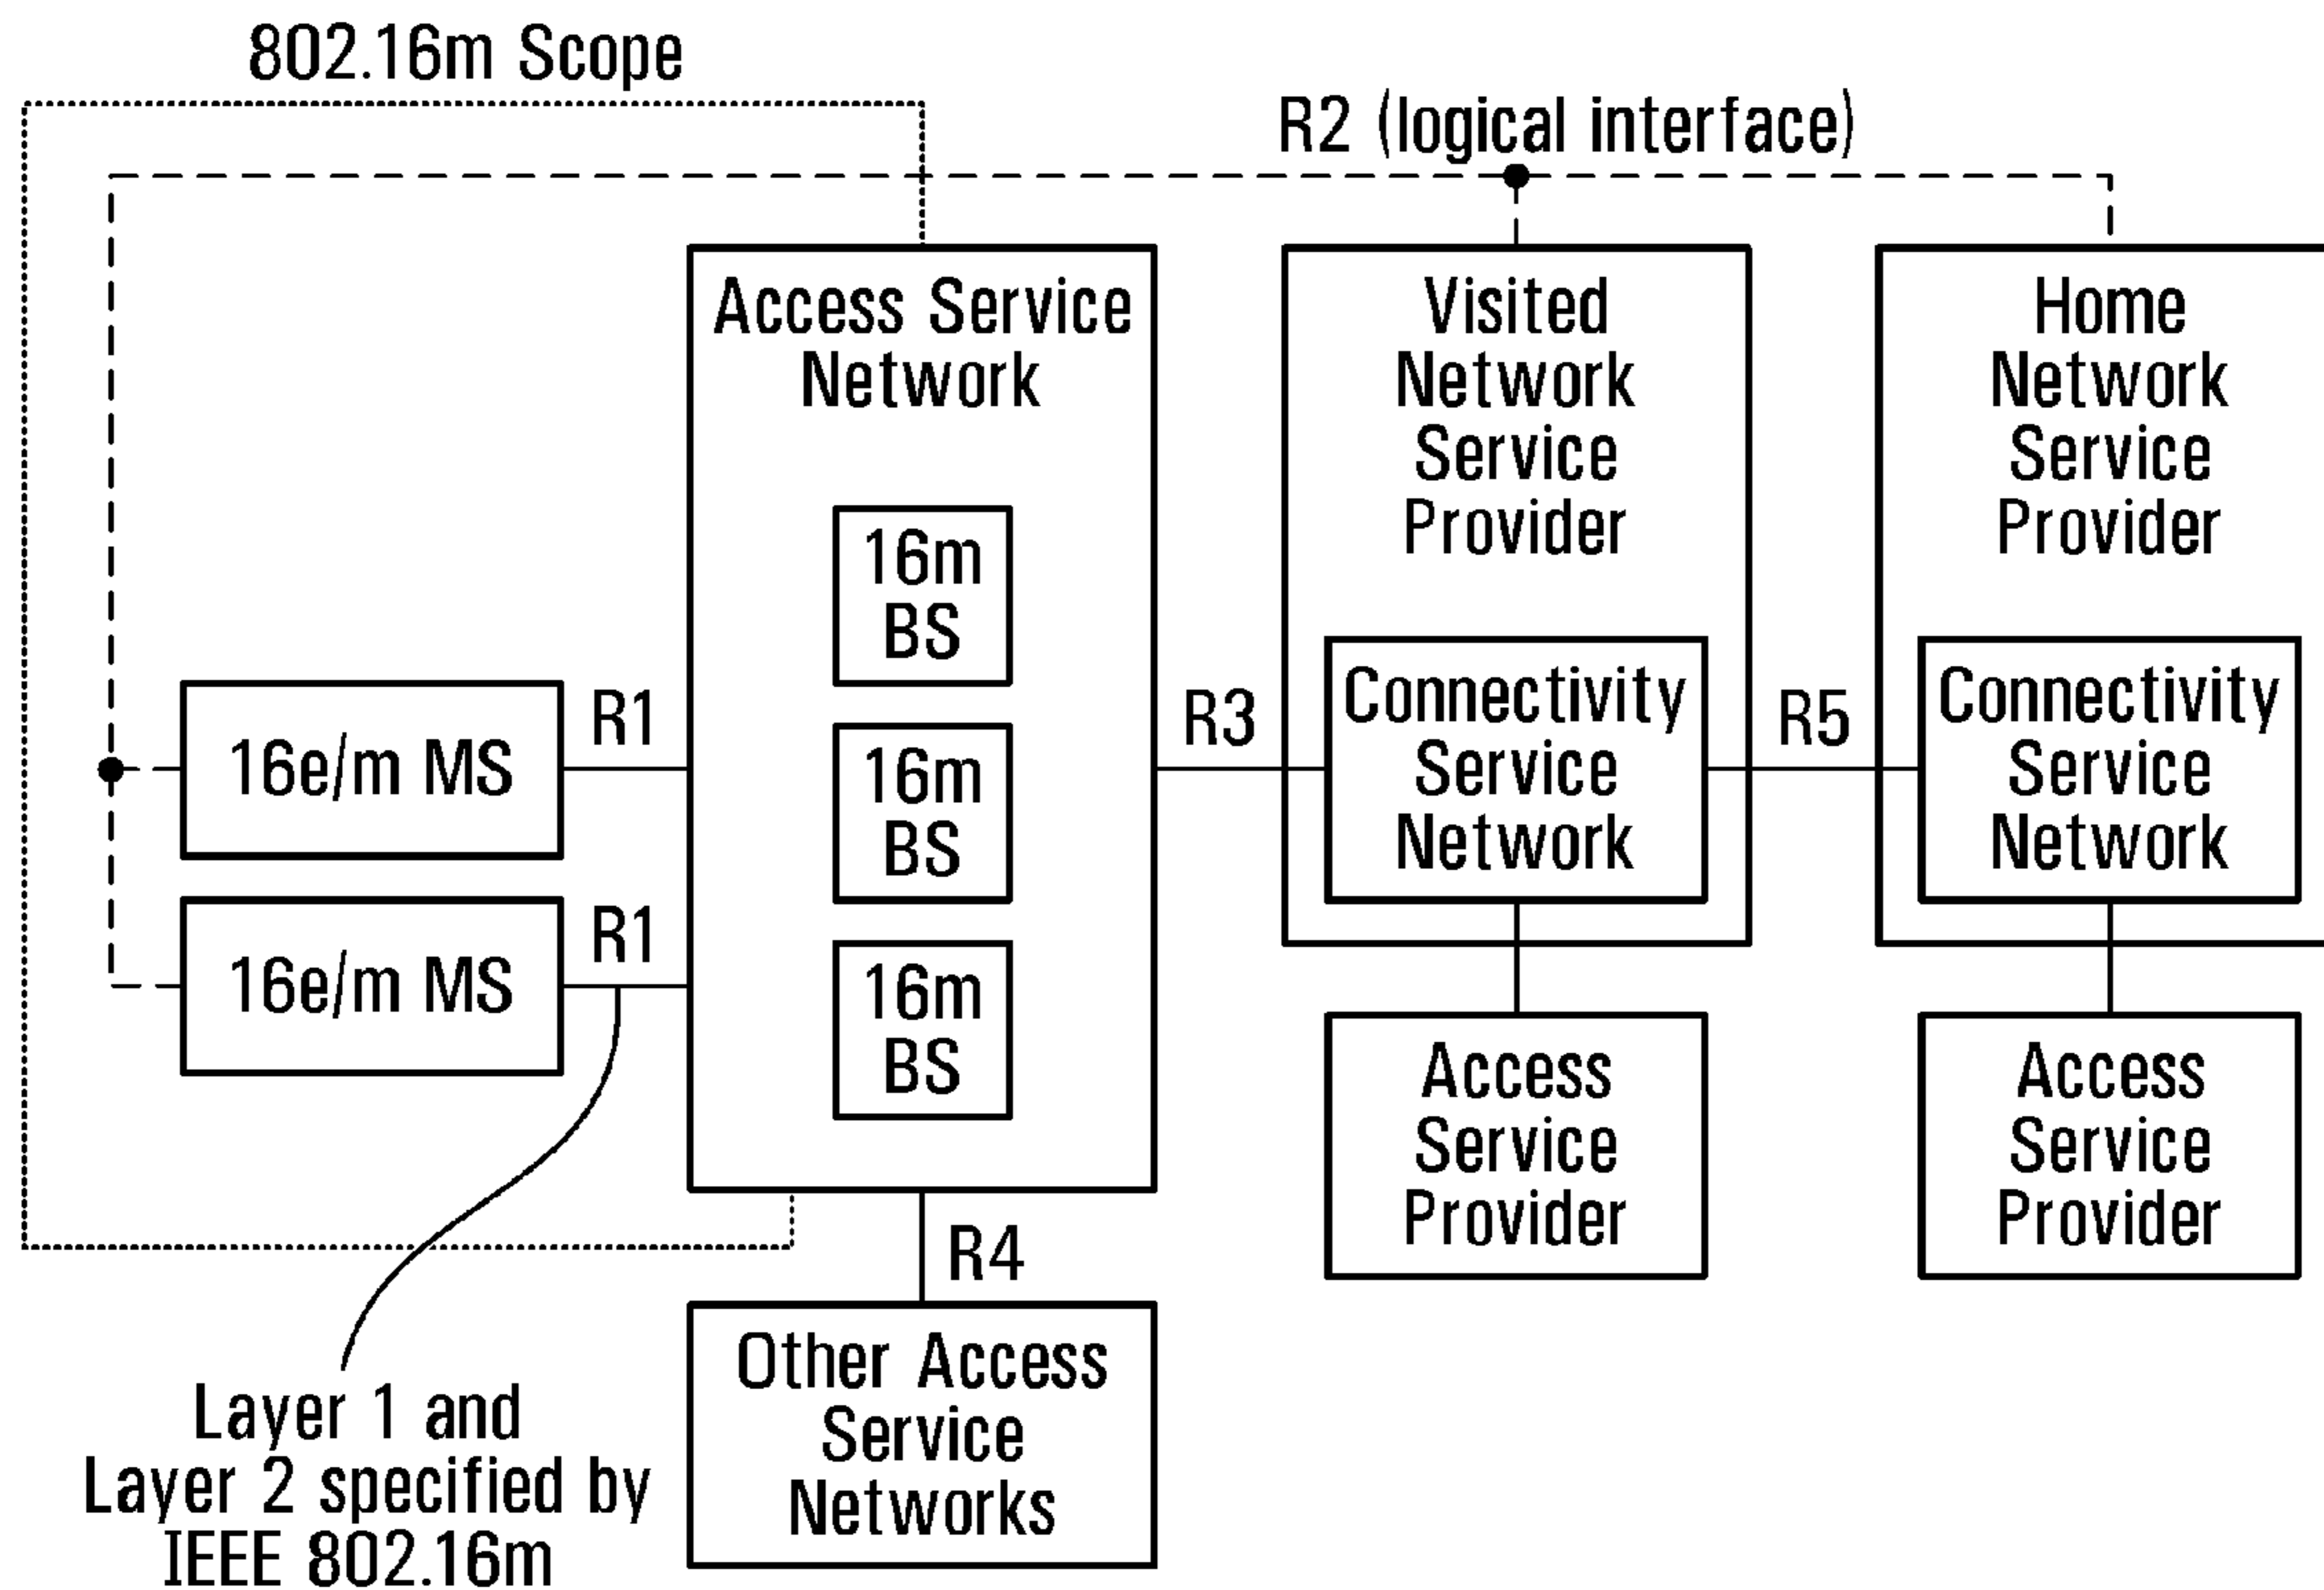 802.16m Scope
R2 (logical interface)
Access Service
Network
16m
BS
16m
BS
16m
BS
Visited
Network
Service
Provider
Home
Network
Service
Provider
16e/m MS
R1
16e/m MS
R1
R3
Connectivity
Service
Network
R5
Connectivity
Service
Network
Access
Service
Provider
Access
Service
Provider
R4
Other Access
Service
Networks
Layer 1 and
Layer 2 specified by
IEEE 802.16m